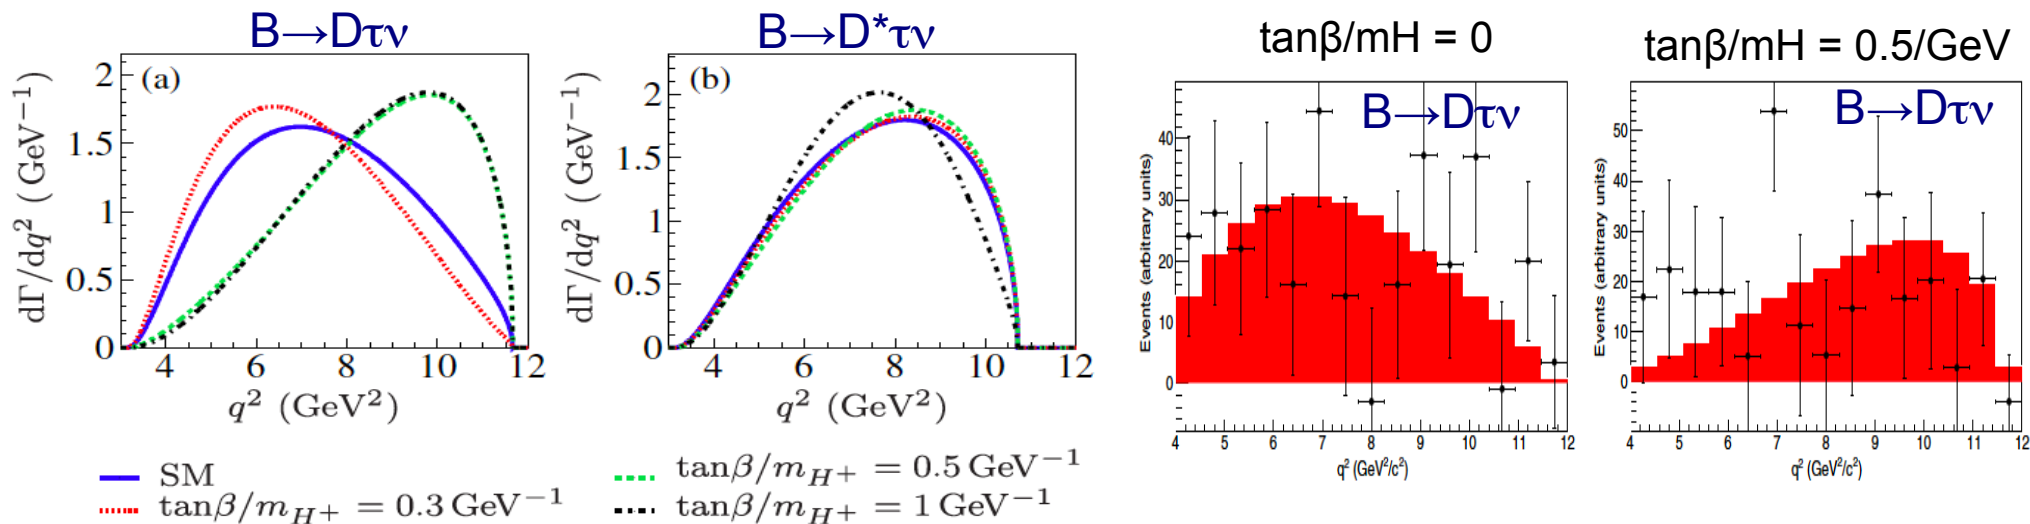 B→Dτν
(a)
dΓ/dq² (GeV⁻¹)
2
1.5
1
0.5
0
4 6 8 10 12
q² (GeV²)
B→D*τν
(b)
dΓ/dq² (GeV⁻¹)
2
1.5
1
0.5
0
4 6 8 10 12
q² (GeV²)
SM
tanβ/m_{H+} = 0.3 GeV⁻¹
tanβ/m_{H+} = 0.5 GeV⁻¹
tanβ/m_{H+} = 1 GeV⁻¹
tanβ/mH = 0
B→Dτν
Events (arbitrary units)
40
30
20
10
0
4 5 6 7 8 9 10 11 12
q² (GeV²/c²)
tanβ/mH = 0.5/GeV
B→Dτν
Events (arbitrary units)
50
40
30
20
10
0
4 5 6 7 8 9 10 11 12
q² (GeV²/c²)